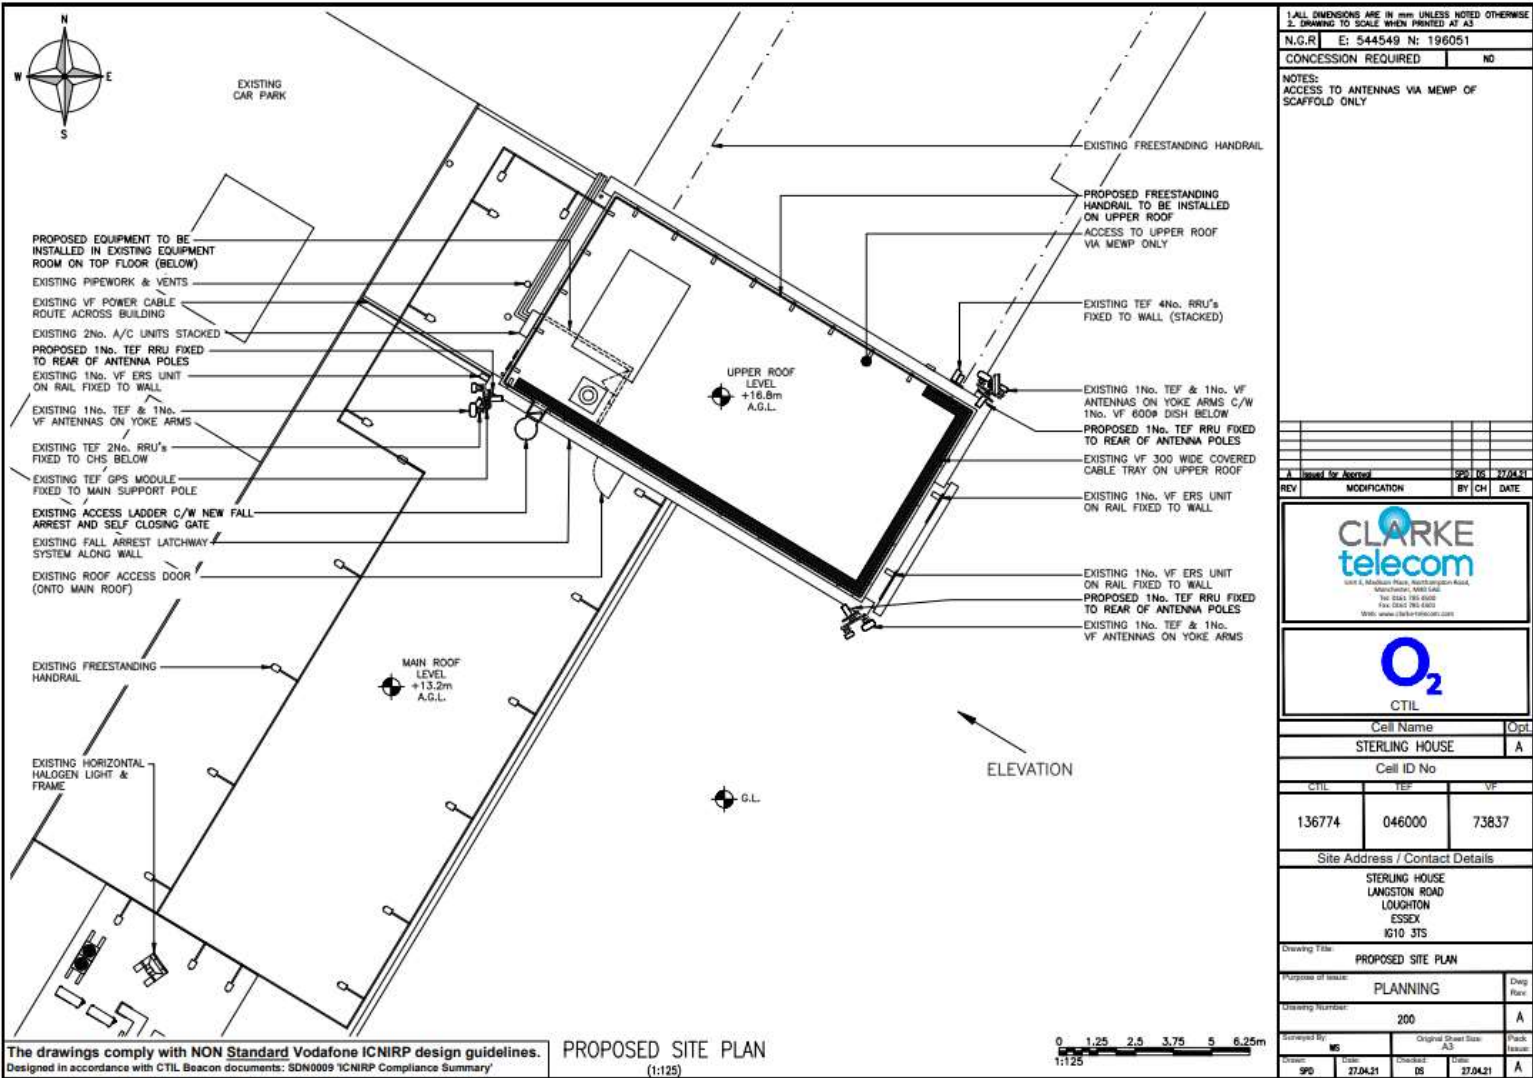 N
W
E
S
EXISTING
CAR PARK
PROPOSED EQUIPMENT TO BE
INSTALLED IN EXISTING EQUIPMENT
ROOM ON TOP FLOOR (BELOW)
EXISTING PIPEWORK & VENTS
EXISTING VF POWER CABLE
ROUTE ACROSS BUILDING
EXISTING 2No. A/C UNITS STACKED
PROPOSED 1No. TEF RRU FIXED
TO REAR OF ANTENNA POLES
EXISTING 1No. VF ERS UNIT
ON RAIL FIXED TO WALL
EXISTING 1No. TEF & 1No.
VF ANTENNAS ON YOKE ARMS
EXISTING TEF 2No. RRU's
FIXED TO CHS BELOW
EXISTING TEF GPS MODULE
FIXED TO MAIN SUPPORT POLE
EXISTING ACCESS LADDER C/W NEW FALL
ARREST AND SELF CLOSING GATE
EXISTING FALL ARREST LATCHWAY
SYSTEM ALONG WALL
EXISTING ROOF ACCESS DOOR
(ONTO MAIN ROOF)
EXISTING FREESTANDING
HANDRAIL
EXISTING HORIZONTAL
HALOGEN LIGHT &
FRAME
UPPER ROOF
LEVEL
+16.8m
A.G.L.
MAIN ROOF
LEVEL
+13.2m
A.G.L.
G.L.
ELEVATION
EXISTING FREESTANDING HANDRAIL
PROPOSED FREESTANDING
HANDRAIL TO BE INSTALLED
ON UPPER ROOF
ACCESS TO UPPER ROOF
VIA MEWP ONLY
EXISTING TEF 4No. RRU's
FIXED TO WALL (STACKED)
EXISTING 1No. TEF & 1No. VF
ANTENNAS ON YOKE ARMS C/W
1No. VF 600ø DISH BELOW
PROPOSED 1No. TEF RRU FIXED
TO REAR OF ANTENNA POLES
EXISTING VF 300 WIDE COVERED
CABLE TRAY ON UPPER ROOF
EXISTING 1No. VF ERS UNIT
ON RAIL FIXED TO WALL
EXISTING 1No. VF ERS UNIT
ON RAIL FIXED TO WALL
PROPOSED 1No. TEF RRU FIXED
TO REAR OF ANTENNA POLES
EXISTING 1No. TEF & 1No.
VF ANTENNAS ON YOKE ARMS
The drawings comply with NON Standard Vodafone ICNIRP design guidelines.
Designed in accordance with CTIL Beacon documents: SDN0009 'ICNIRP Compliance Summary'
PROPOSED SITE PLAN
(1:125)
0 1.25 2.5 3.75 5 6.25m
1:125
1.ALL DIMENSIONS ARE IN mm UNLESS NOTED OTHERWISE
2. DRAWING TO SCALE WHEN PRINTED AT A3
N.G.R E: 544549 N: 196051
CONCESSION REQUIRED NO
NOTES:
ACCESS TO ANTENNAS VIA MEWP OF
SCAFFOLD ONLY
A Issued for Approval SPD DS 27.04.21
REV MODIFICATION BY CH DATE
CLARKE
telecom
Manchester, M40
Web: www.clarke-telecom.com
O2
CTIL
Cell Name Opt.
STERLING HOUSE A
Cell ID No
CTIL TEF VF
136774 046000 73837
Site Address / Contact Details
STERLING HOUSE
LANGSTON ROAD
LOUGHTON
ESSEX
IG10 3TS
Drawing Title:
PROPOSED SITE PLAN
Purpose of issue:
PLANNING
Dwg
Rev:
Drawing Number:
200 A
Surveyed By: Original Sheet Size: Pack
WS A3 Issue:
Drawn: Date: Checked: Date:
SPD 27.04.21 DS 27.04.21 A